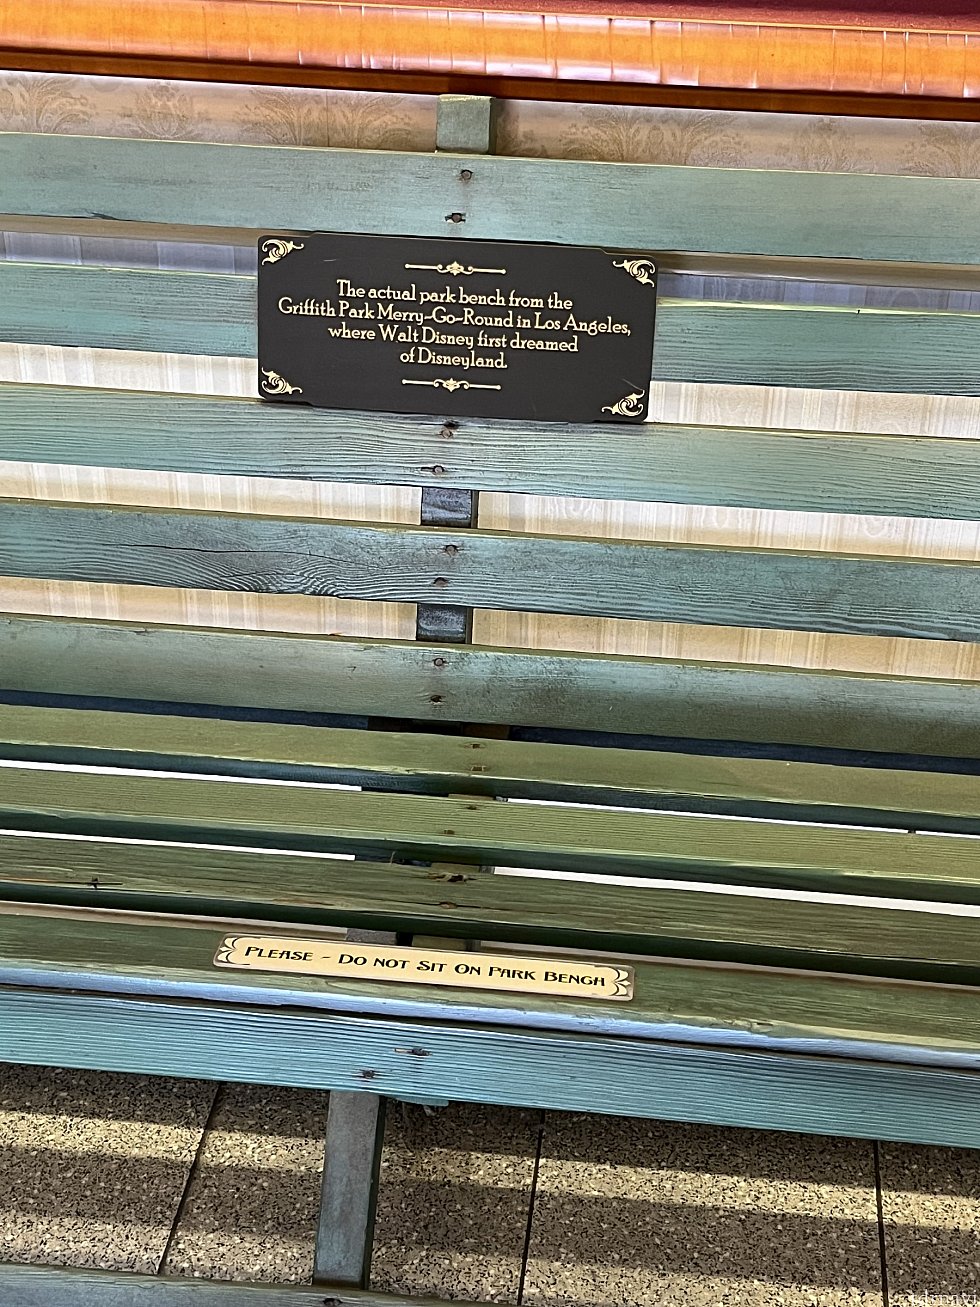 The actual park bench from the
Griffith Park Merry-Go-Round in Los Angeles,
where Walt Disney first dreamed
of Disneyland.
PLEASE - DO NOT SIT ON PARK BENCH